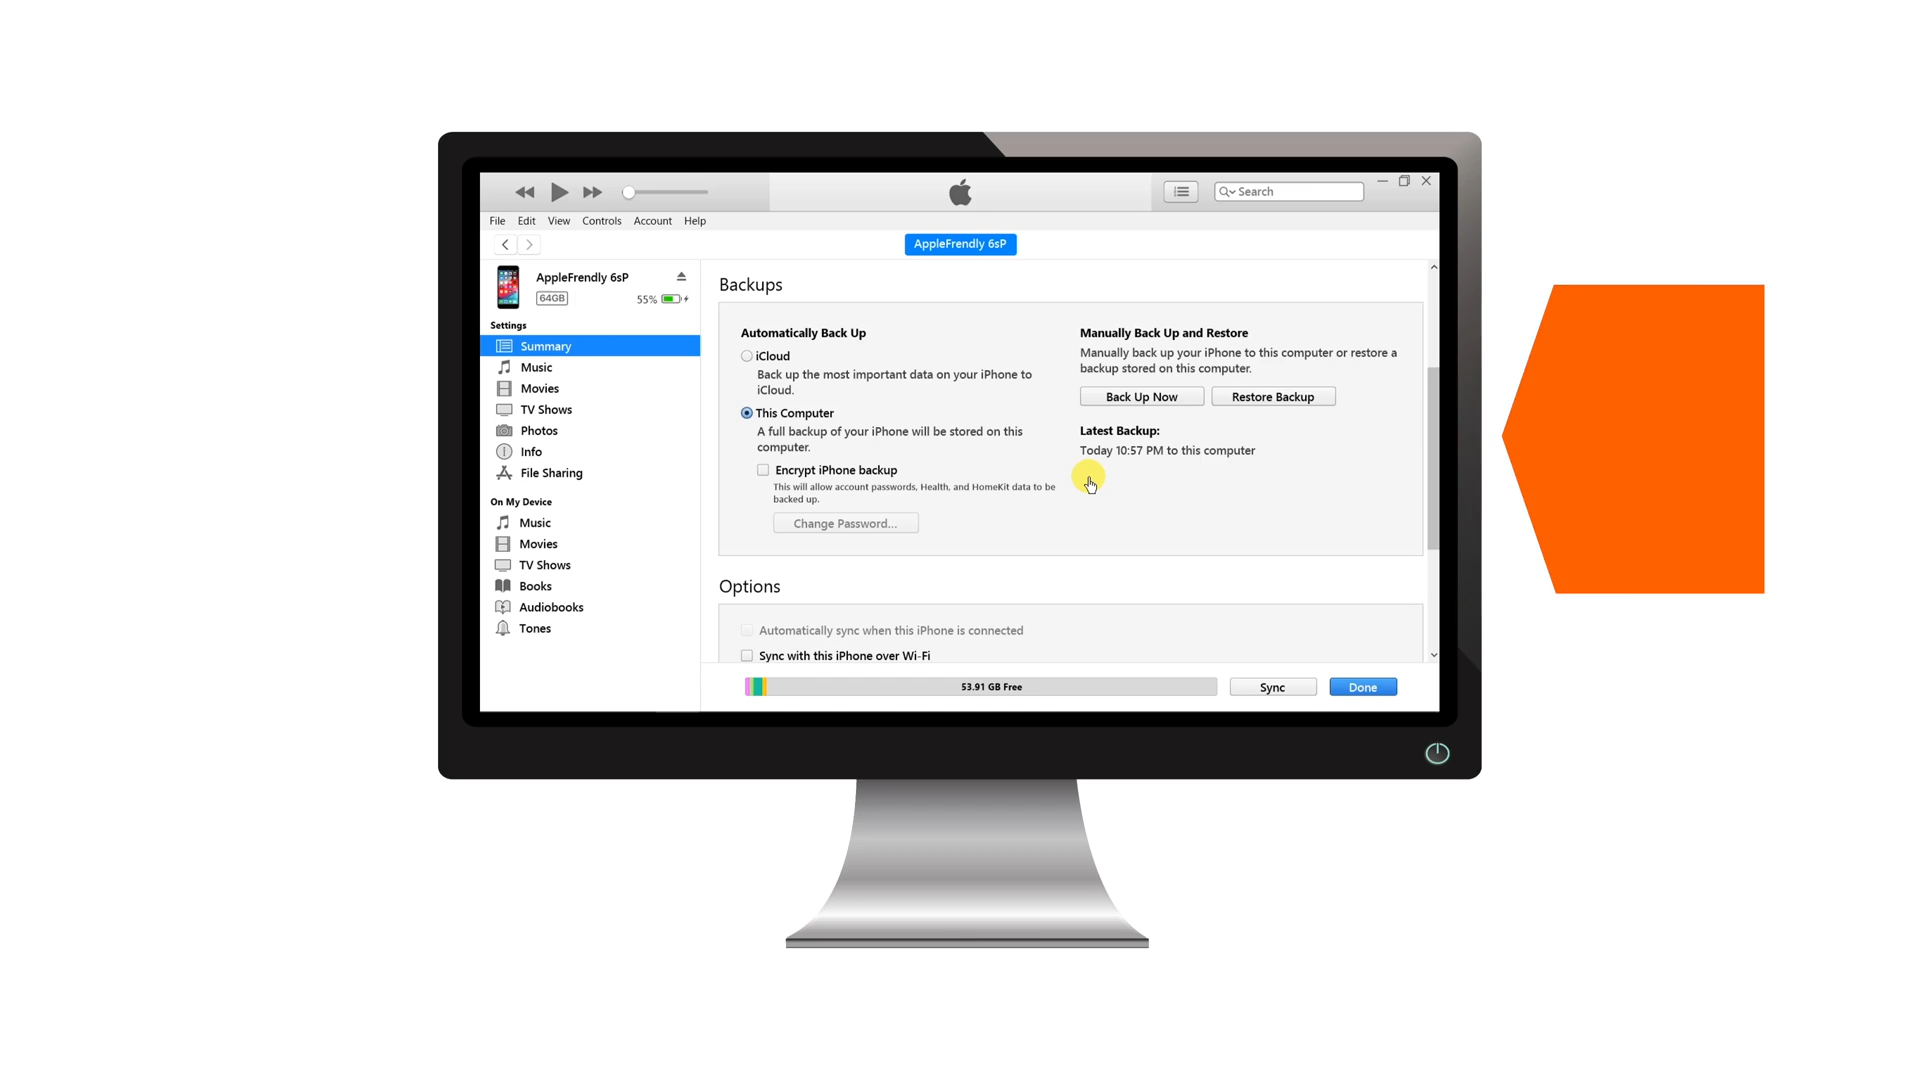 Search
File Edit View Controls Account Help
AppleFrendly 6sP
AppleFrendly 6sP
64GB 55%
Settings
Summary
Music
Movies
TV Shows
Photos
Info
File Sharing
On My Device
Music
Movies
TV Shows
Books
Audiobooks
Tones
Backups
Automatically Back Up
iCloud
Back up the most important data on your iPhone to
iCloud.
This Computer
A full backup of your iPhone will be stored on this
computer.
Encrypt iPhone backup
This will allow account passwords, Health, and HomeKit data to be
backed up.
Change Password...
Manually Back Up and Restore
Manually back up your iPhone to this computer or restore a
backup stored on this computer.
Back Up Now Restore Backup
Latest Backup:
Today 10:57 PM to this computer
Options
Automatically sync when this iPhone is connected
Sync with this iPhone over Wi-Fi
53.91 GB Free Sync Done